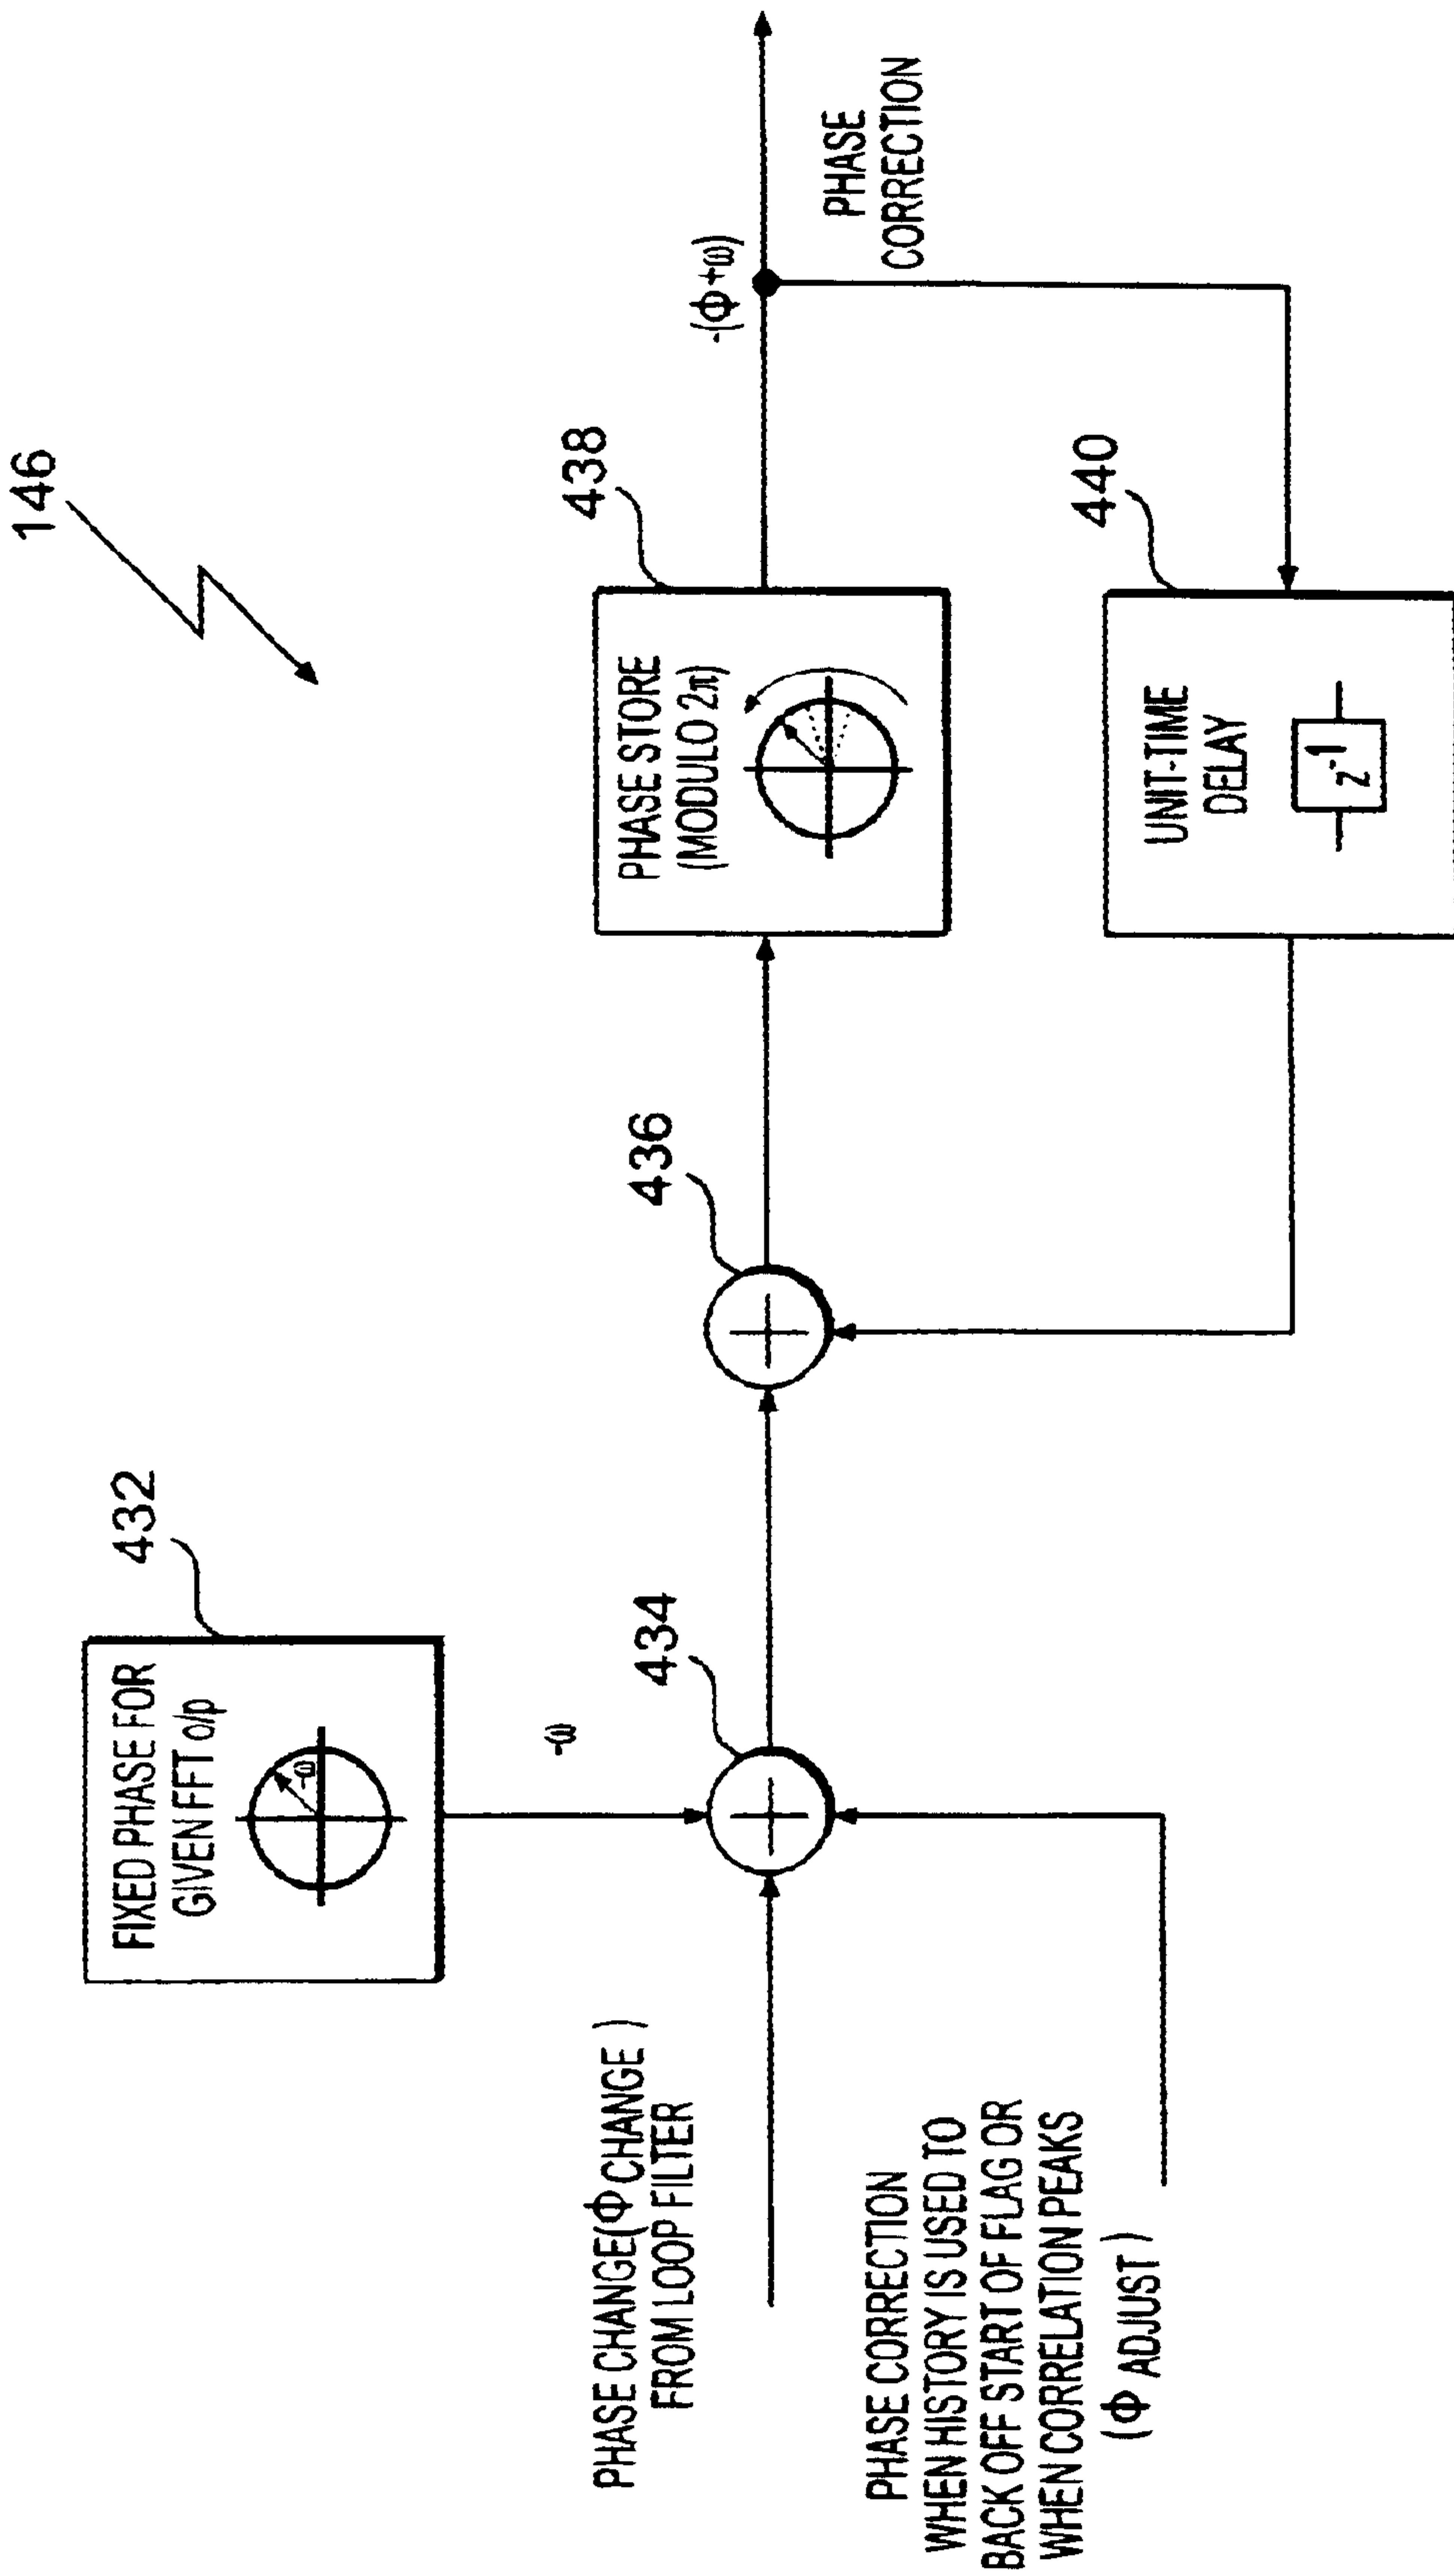 146
432
FIXED PHASE FOR
GIVEN FFT o/p
-ω
-ω
PHASE CHANGE(Φ CHANGE )
FROM LOOP FILTER
434
436
438
PHASE STORE
(MODULO 2π)
-(Φ+ω)
PHASE
CORRECTION
PHASE CORRECTION
WHEN HISTORY IS USED TO
BACK OFF START OF FLAG OR
WHEN CORRELATION PEAKS
(Φ ADJUST )
440
UNIT-TIME
DELAY
z-1